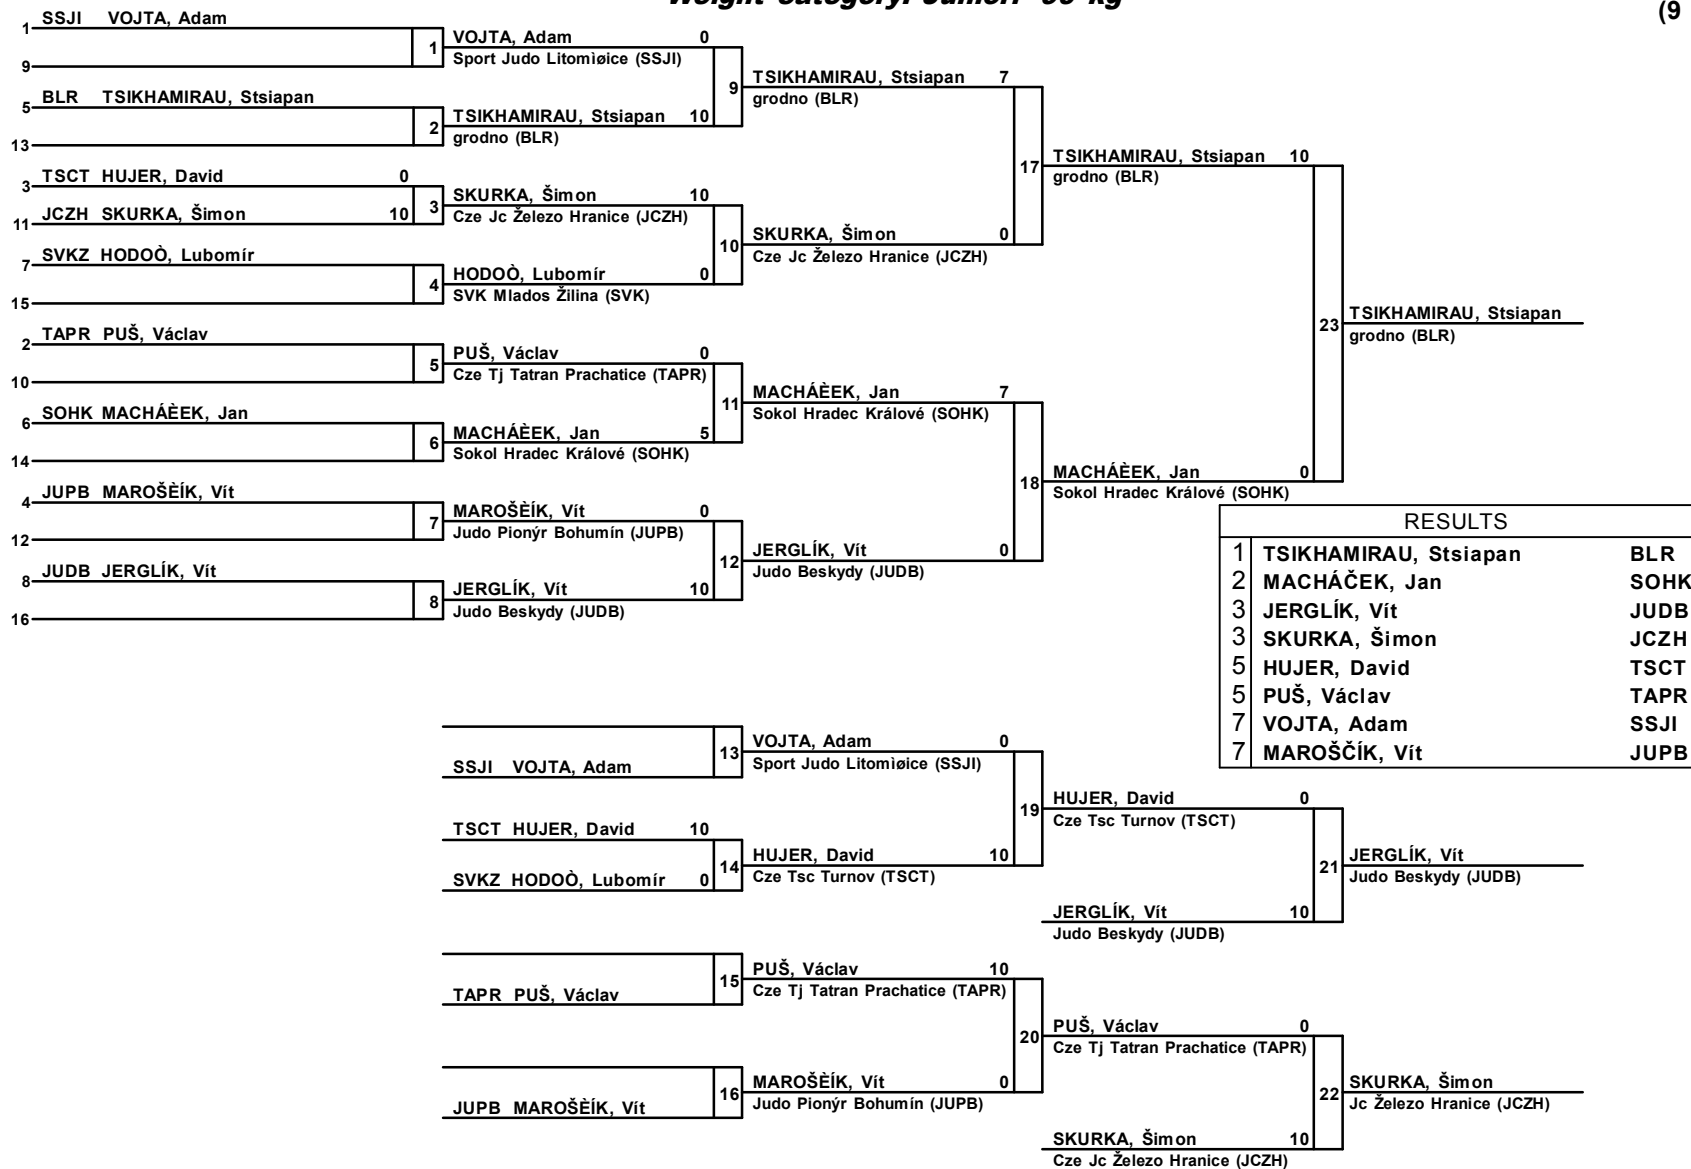 (9
1 SSJI VOJTA, Adam
9
1
5 BLR TSIKHAMIRAU, Stsiapan
13
2
3 TSCT HUJER, David 0
11 JCZH SKURKA, Šimon 10
3
7 SVKZ HODOÒ, Lubomír
15
4
2 TAPR PUŠ, Václav
10
5
6 SOHK MACHÁÈEK, Jan
14
6
4 JUPB MAROŠÈÍK, Vít
12
7
8 JUDB JERGLÍK, Vít
16
8
VOJTA, Adam 0
Sport Judo Litomìøice (SSJI)
9
TSIKHAMIRAU, Stsiapan 10
grodno (BLR)
SKURKA, Šimon 10
Cze Jc Železo Hranice (JCZH)
10
HODOÒ, Lubomír 0
SVK Mlados Žilina (SVK)
PUŠ, Václav 0
Cze Tj Tatran Prachatice (TAPR)
11
MACHÁÈEK, Jan 5
Sokol Hradec Králové (SOHK)
MAROŠÈÍK, Vít 0
Judo Pionýr Bohumín (JUPB)
12
JERGLÍK, Vít 10
Judo Beskydy (JUDB)
TSIKHAMIRAU, Stsiapan 7
grodno (BLR)
17
SKURKA, Šimon 0
Cze Jc Železo Hranice (JCZH)
MACHÁÈEK, Jan 7
Sokol Hradec Králové (SOHK)
18
JERGLÍK, Vít 0
Judo Beskydy (JUDB)
TSIKHAMIRAU, Stsiapan 10
grodno (BLR)
23
MACHÁÈEK, Jan 0
Sokol Hradec Králové (SOHK)
TSIKHAMIRAU, Stsiapan
grodno (BLR)
RESULTS
1 TSIKHAMIRAU, Stsiapan BLR
2 MACHÁČEK, Jan SOHK
3 JERGLÍK, Vít JUDB
3 SKURKA, Šimon JCZH
5 HUJER, David TSCT
5 PUŠ, Václav TAPR
7 VOJTA, Adam SSJI
7 MAROŠČÍK, Vít JUPB
SSJI VOJTA, Adam
13
TSCT HUJER, David 10
SVKZ HODOÒ, Lubomír 0
14
TAPR PUŠ, Václav
15
JUPB MAROŠÈÍK, Vít
16
VOJTA, Adam 0
Sport Judo Litomìøice (SSJI)
19
HUJER, David 10
Cze Tsc Turnov (TSCT)
PUŠ, Václav 10
Cze Tj Tatran Prachatice (TAPR)
20
MAROŠÈÍK, Vít 0
Judo Pionýr Bohumín (JUPB)
HUJER, David 0
Cze Tsc Turnov (TSCT)
21
JERGLÍK, Vít 10
Judo Beskydy (JUDB)
JERGLÍK, Vít
Judo Beskydy (JUDB)
PUŠ, Václav 0
Cze Tj Tatran Prachatice (TAPR)
22
SKURKA, Šimon 10
Cze Jc Železo Hranice (JCZH)
SKURKA, Šimon
Jc Železo Hranice (JCZH)